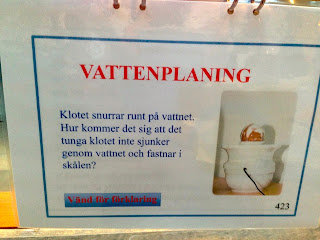 VATTENPLANING
Klotet snurrar runt på vattnet.
Hur kommer det sig att det
tunga klotet inte sjunker
genom vattnet och fastnar i
skålen?
Vänd för förklaring
423